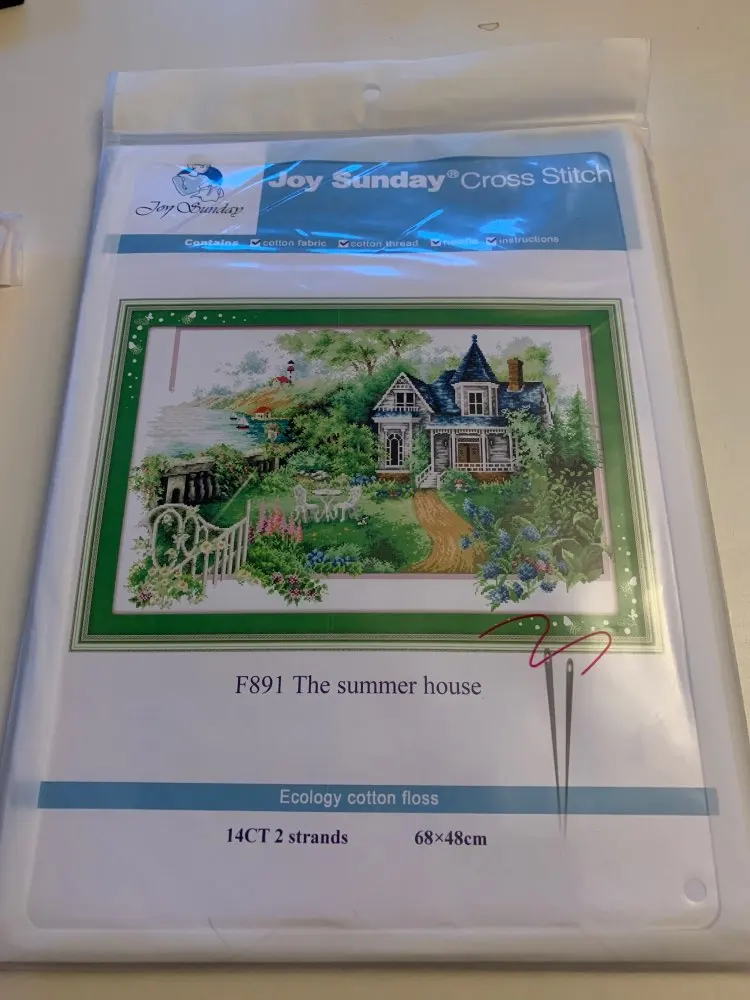 Joy Sunday® Cross Stitch
Joy Sunday
Contains cotton fabric cotton thread needle instructions
F891 The summer house
Ecology cotton floss
14CT 2 strands 68×48cm